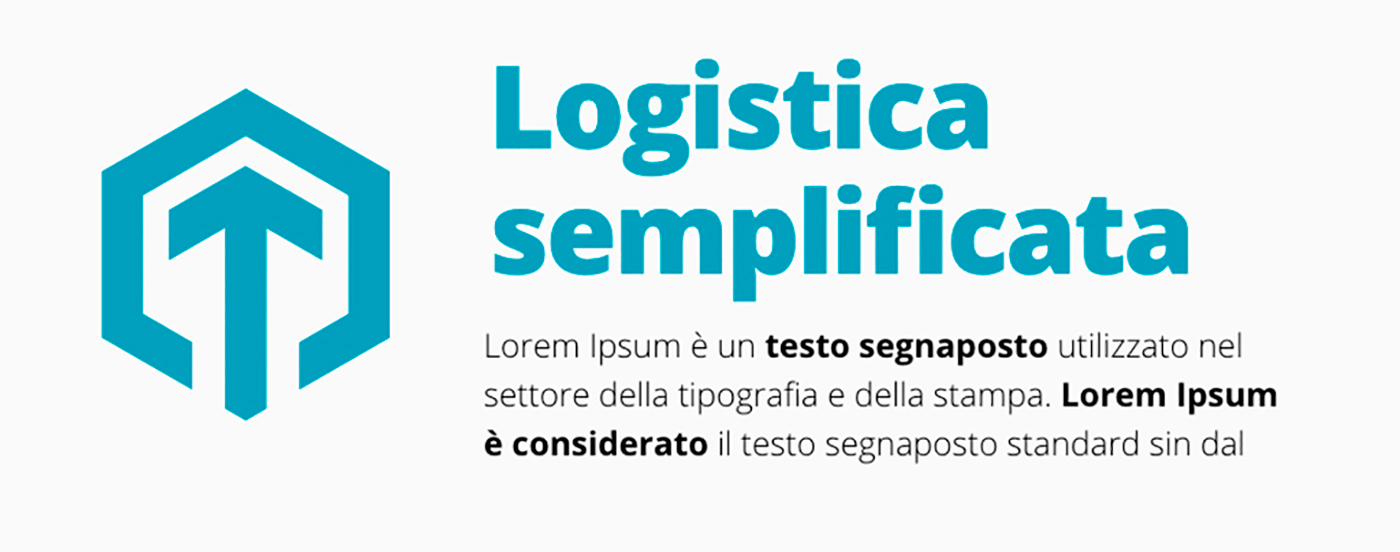 Logistica
semplificata
Lorem Ipsum è un testo segnaposto utilizzato nel
settore della tipografia e della stampa. Lorem Ipsum
è considerato il testo segnaposto standard sin dal